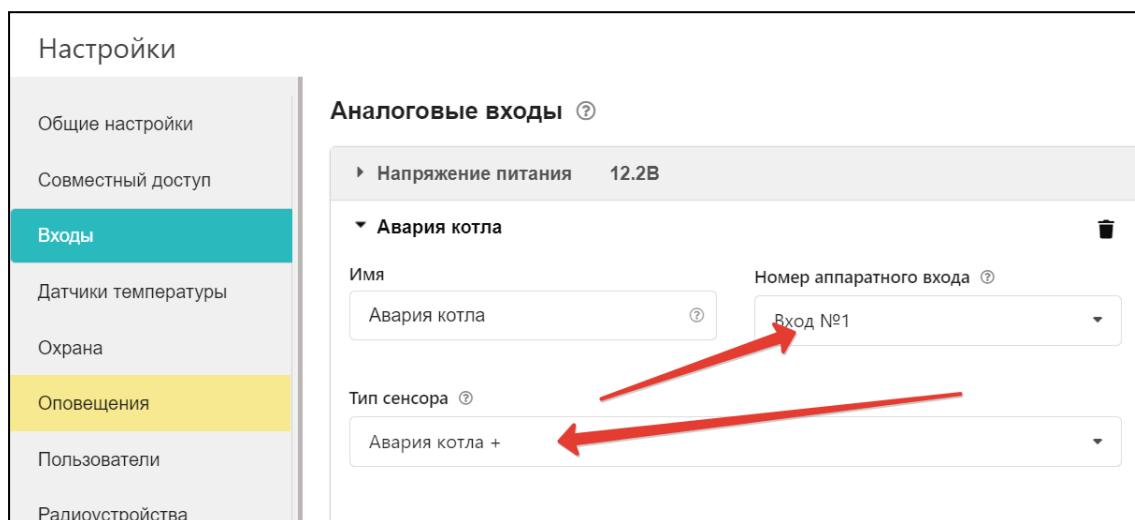 Настройки
Общие настройки
Совместный доступ
Входы
Датчики температуры
Охрана
Оповещения
Пользователи
Радиоустройства
Аналоговые входы ?
Напряжение питания 12.2В
Авария котла
Имя
Авария котла ?
Номер аппаратного входа ?
Вход №1
Тип сенсора ?
Авария котла +